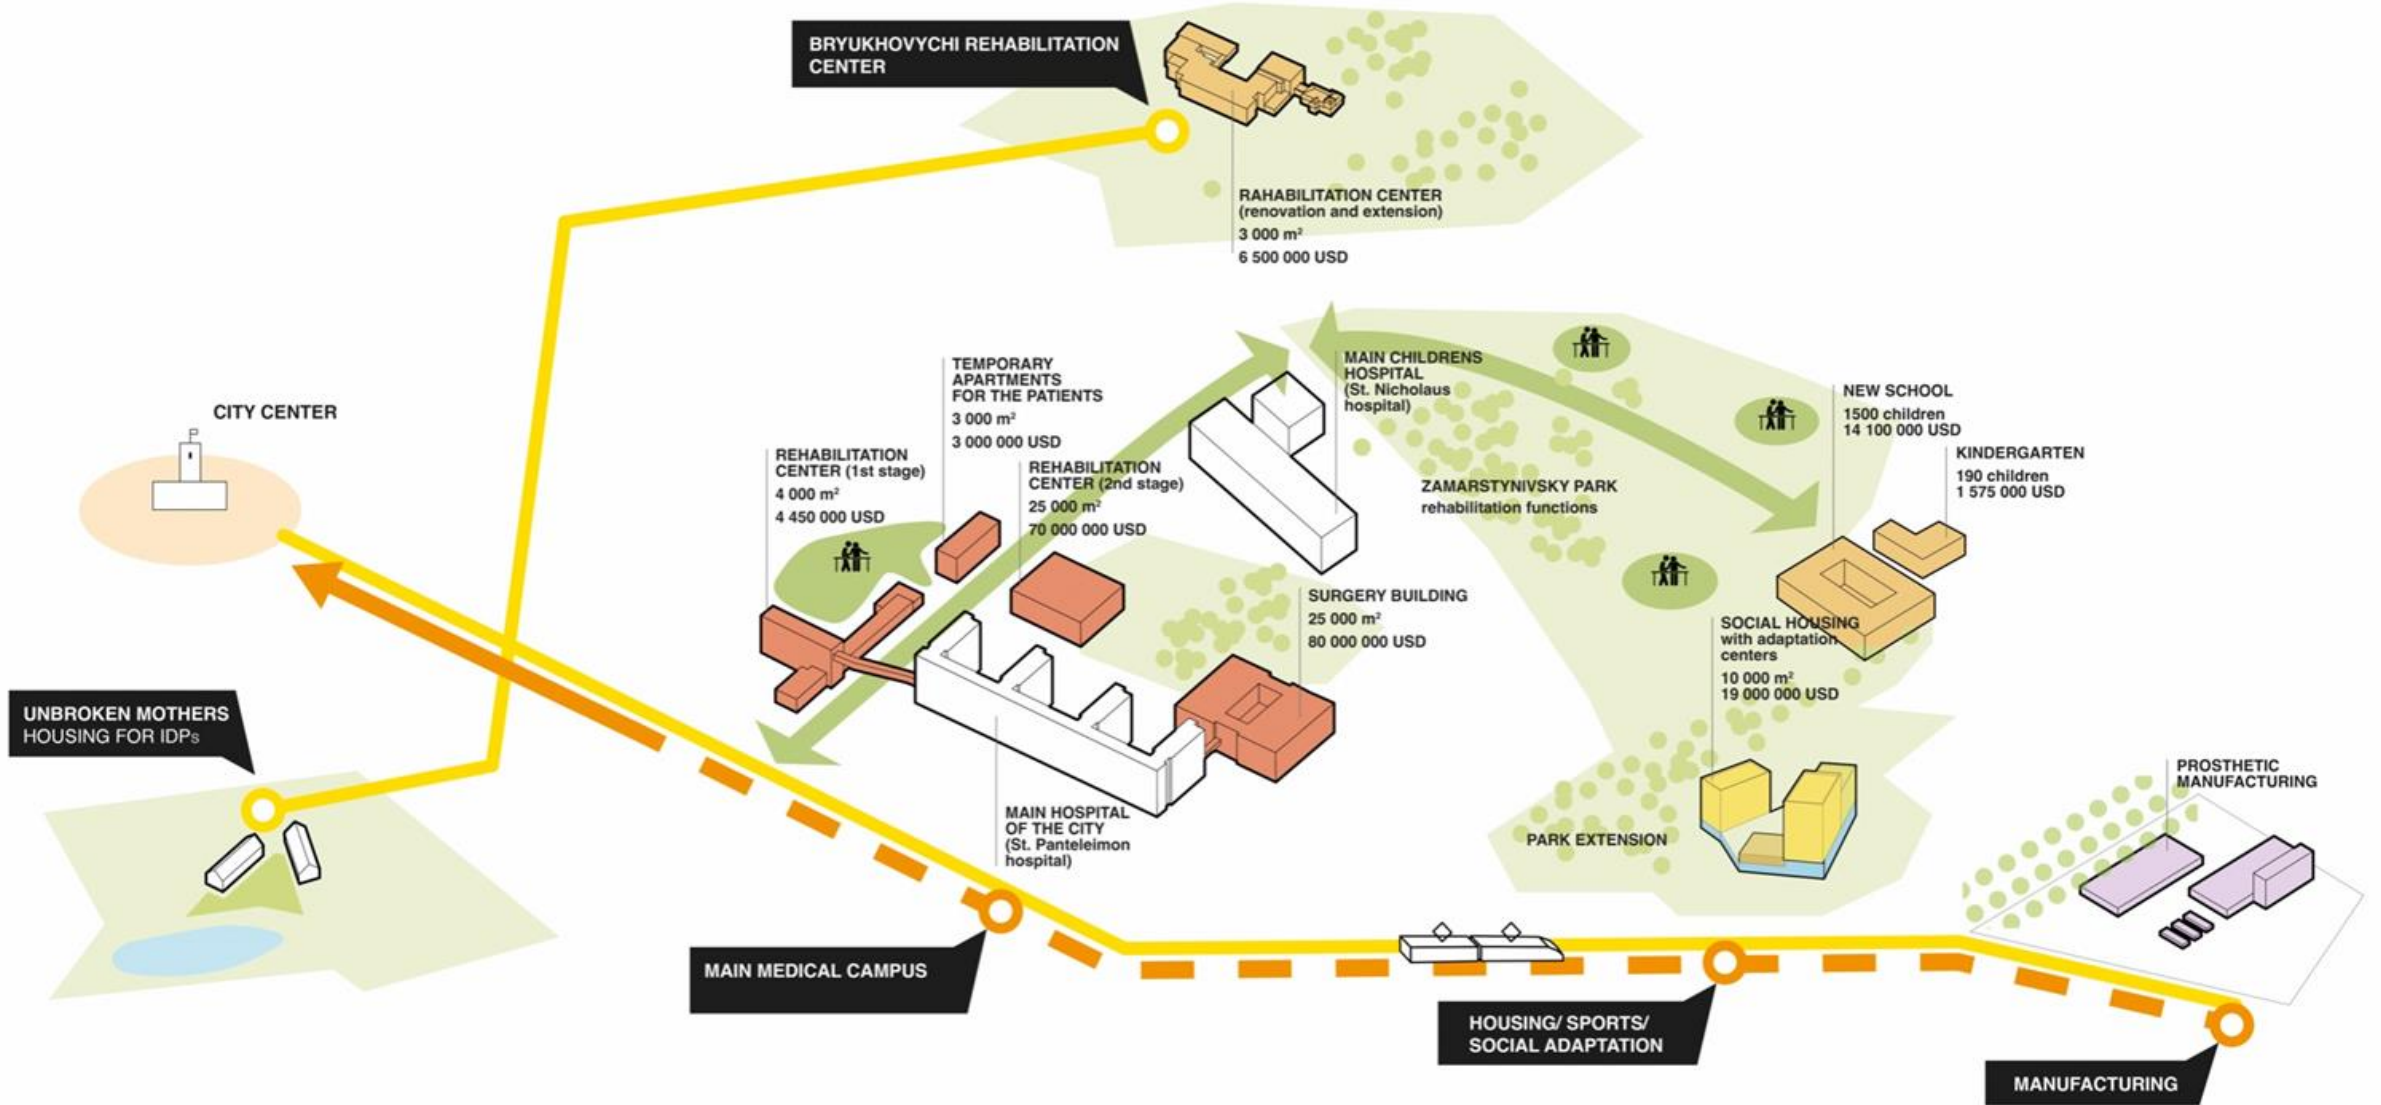 BRYUKHOVYCHI REHABILITATION
CENTER
RAHABILITATION CENTER
(renovation and extension)
3 000 m²
6 500 000 USD
CITY CENTER
TEMPORARY
APARTMENTS
FOR THE PATIENTS
3 000 m²
3 000 000 USD
REHABILITATION
CENTER (1st stage)
4 000 m²
4 450 000 USD
REHABILITATION
CENTER (2nd stage)
25 000 m²
70 000 000 USD
MAIN CHILDRENS
HOSPITAL
(St. Nicholaus
hospital)
ZAMARSTYNIVSKY PARK
rehabilitation functions
NEW SCHOOL
1500 children
14 100 000 USD
KINDERGARTEN
190 children
1 575 000 USD
SURGERY BUILDING
25 000 m²
80 000 000 USD
SOCIAL HOUSING
with adaptation
centers
10 000 m²
19 000 000 USD
UNBROKEN MOTHERS
HOUSING FOR IDPs
MAIN HOSPITAL
OF THE CITY
(St. Panteleimon
hospital)
PARK EXTENSION
PROSTHETIC
MANUFACTURING
MAIN MEDICAL CAMPUS
HOUSING/ SPORTS/
SOCIAL ADAPTATION
MANUFACTURING